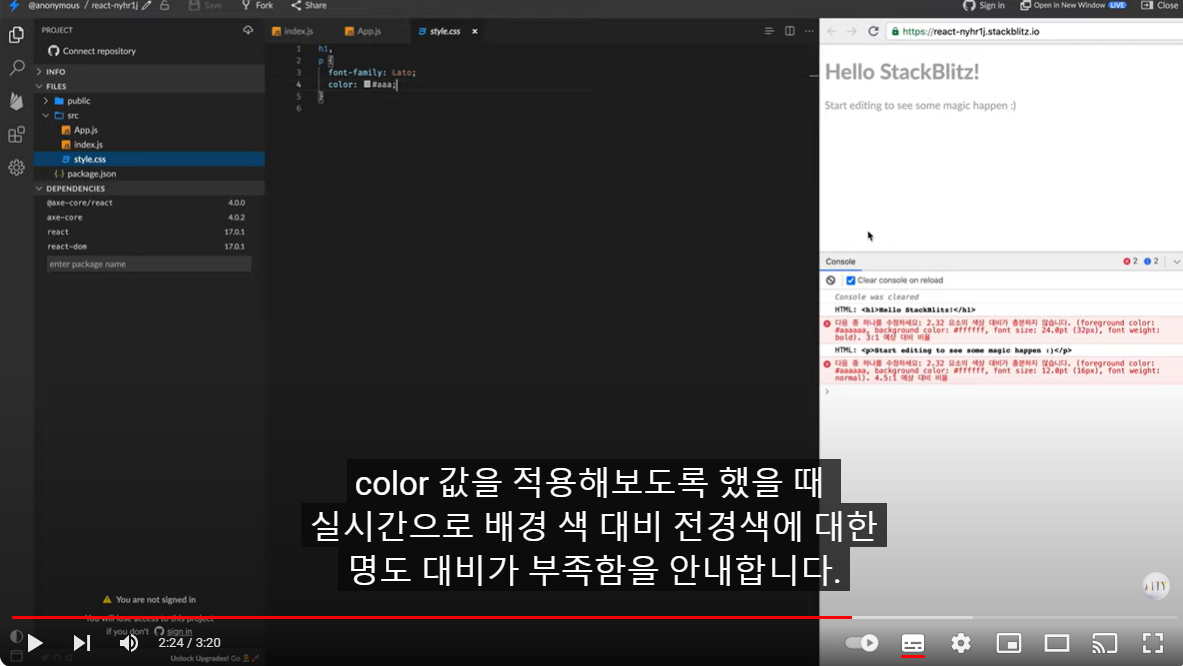 @anonymous / react-nyhr1j
Save
Fork
Share
Sign in
Open in New Window LIVE
Close
PROJECT
Connect repository
INFO
FILES
public
src
App.js
index.js
style.css
package.json
DEPENDENCIES
@axe-core/react 4.0.0
axe-core 4.0.2
react 17.0.1
react-dom 17.0.1
enter package name
You are not signed in
You will lose access to this project
if you don't sign in
Unlock Upgrades! Go
index.js
App.js
style.css
1 h1,
2 p {
3 font-family: Lato;
4 color: #aaa;
5 }
6
https://react-nyhr1j.stackblitz.io
Hello StackBlitz!
Start editing to see some magic happen :)
Console
2 2
Clear console on reload
Console was cleared
HTML: <h1>Hello StackBlitz!</h1>
다음 중 하나를 수정하세요: 2.32 요소의 색상 대비가 충분하지 않습니다. (foreground color:
#aaaaaa, background color: #ffffff, font size: 24.0pt (32px), font weight:
bold). 3:1 예상 대비 비율
HTML: <p>Start editing to see some magic happen :)</p>
다음 중 하나를 수정하세요: 2.32 요소의 색상 대비가 충분하지 않습니다. (foreground color:
#aaaaaa, background color: #ffffff, font size: 12.0pt (16px), font weight:
normal). 4.5:1 예상 대비 비율
color 값을 적용해보도록 했을 때
실시간으로 배경 색 대비 전경색에 대한
명도 대비가 부족함을 안내합니다.
A11Y
2:24 / 3:20